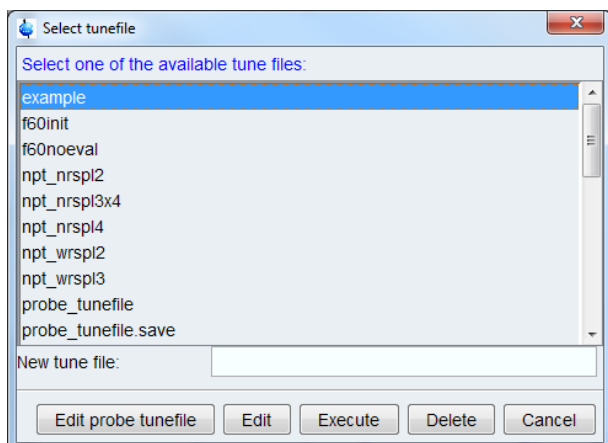 Select tunefile
Select one of the available tune files:
example
f60init
f60noeval
npt_nrspl2
npt_nrspl3x4
npt_nrspl4
npt_wrspl2
npt_wrspl3
probe_tunefile
probe_tunefile.save
New tune file:
Edit probe tunefile Edit Execute Delete Cancel